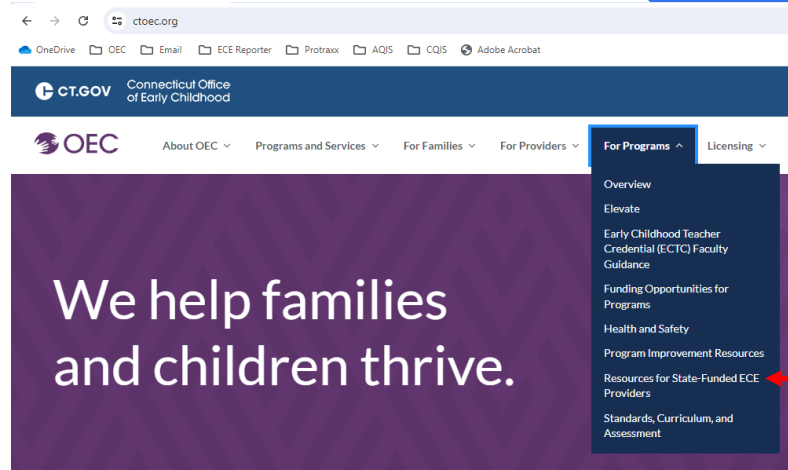 ctoec.org
OneDrive OEC Email ECE Reporter Protraxx AQIS CQIS Adobe Acrobat
CT.GOV Connecticut Office
of Early Childhood
OEC About OEC Programs and Services For Families For Providers For Programs Licensing
Overview
Elevate
Early Childhood Teacher
Credential (ECTC) Faculty
Guidance
Funding Opportunities for
Programs
Health and Safety
Program Improvement Resources
Resources for State-Funded ECE
Providers
Standards, Curriculum, and
Assessment
We help families
and children thrive.